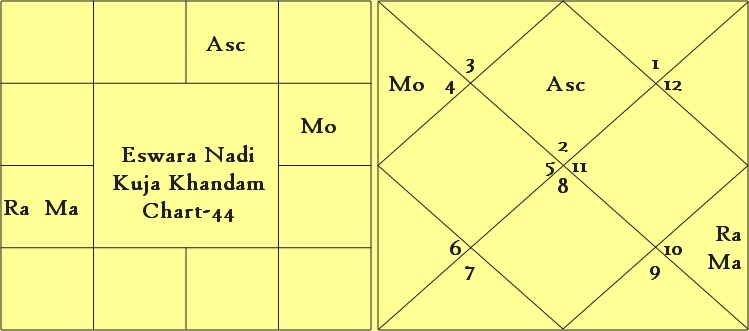 Asc
Mo
Eswara Nadi
Kuja Khandam
Chart-44
Ra Ma
3
1
Mo 4
Asc
12
2
5 11
8
Ra
Ma
6
10
7
9